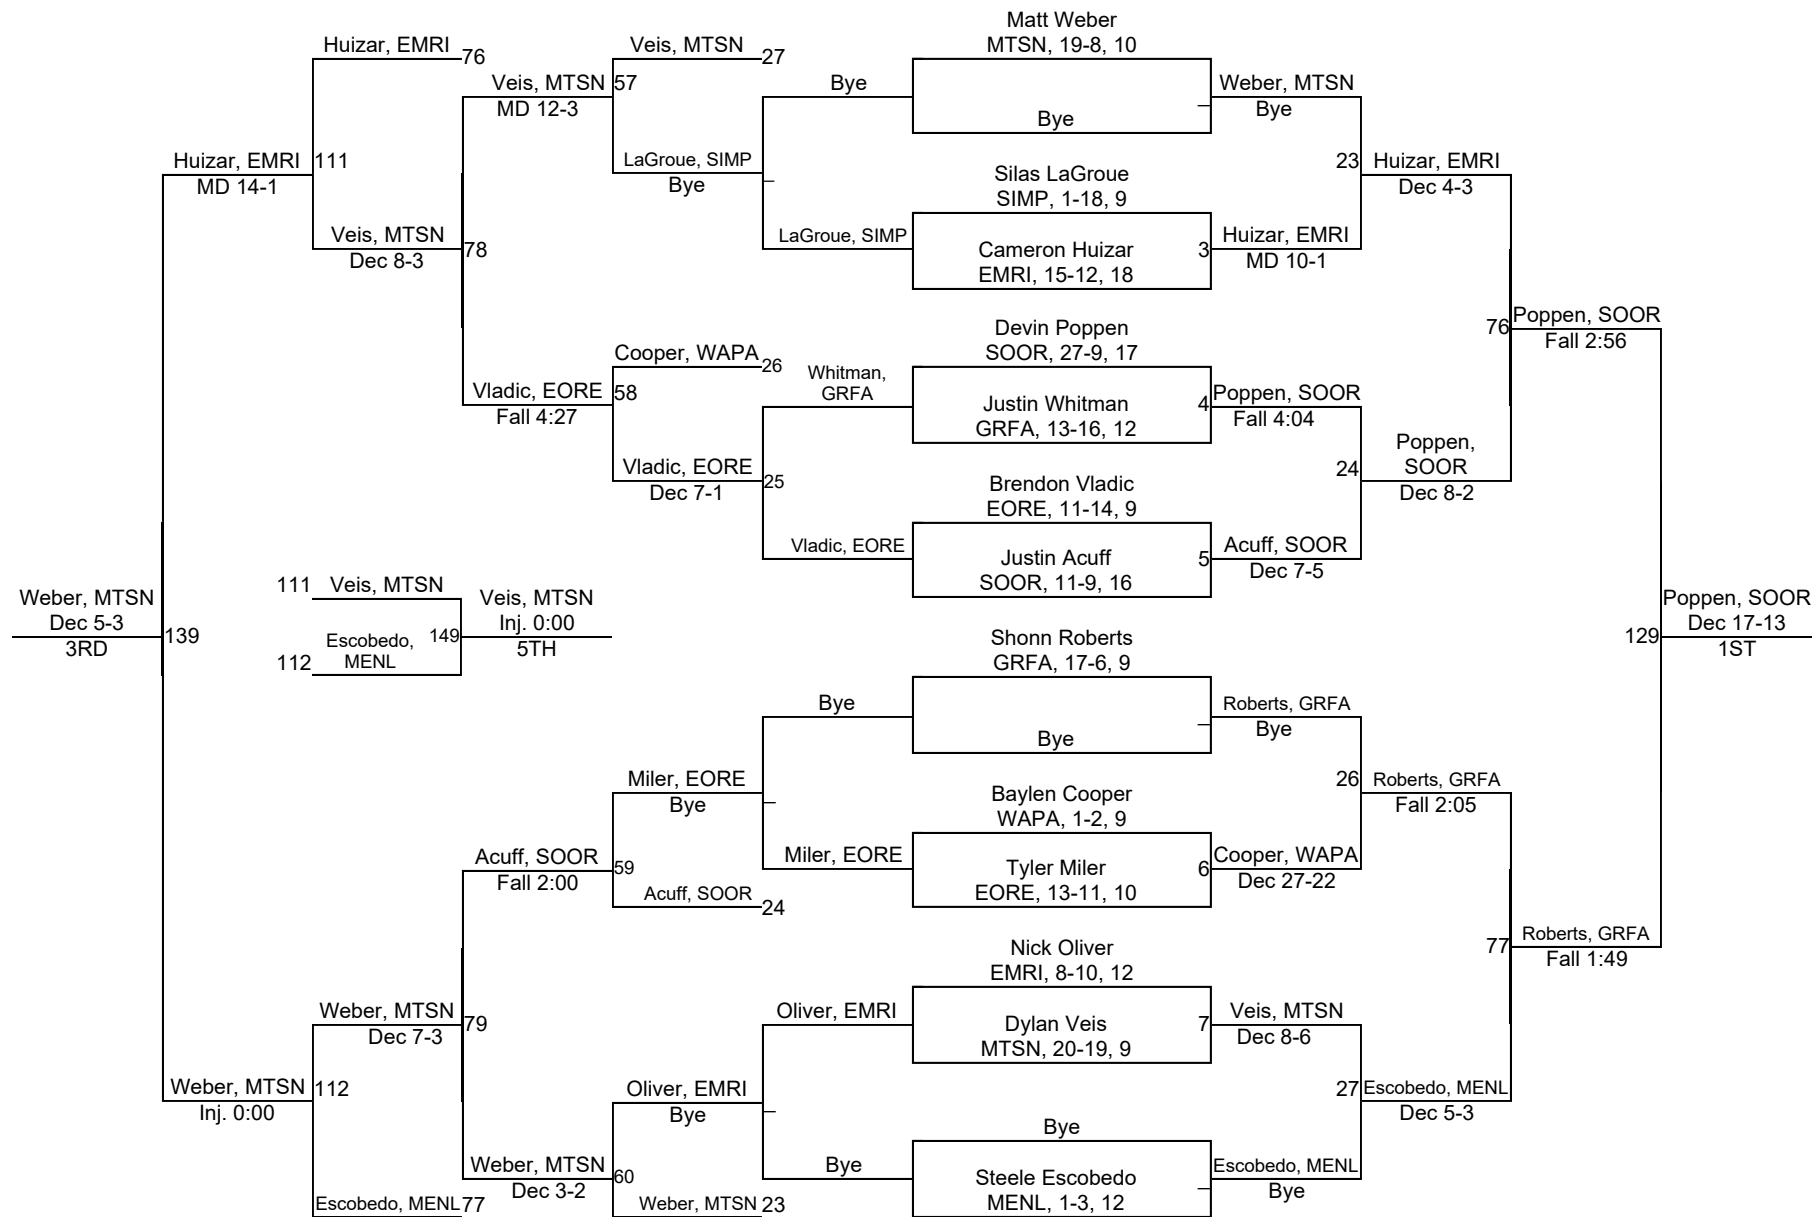 Matt Weber
MTSN, 19-8, 10
Bye
Silas LaGroue
SIMP, 1-18, 9
Cameron Huizar
EMRI, 15-12, 18
3
Devin Poppen
SOOR, 27-9, 17
Justin Whitman
GRFA, 13-16, 12
4
Brendon Vladic
EORE, 11-14, 9
Justin Acuff
SOOR, 11-9, 16
5
Shonn Roberts
GRFA, 17-6, 9
Bye
Baylen Cooper
WAPA, 1-2, 9
Tyler Miler
EORE, 13-11, 10
6
Nick Oliver
EMRI, 8-10, 12
Dylan Veis
MTSN, 20-19, 9
7
Bye
Steele Escobedo
MENL, 1-3, 12
Weber, MTSN
Bye
23
Huizar, EMRI
MD 10-1
Poppen, SOOR
Fall 4:04
24
Acuff, SOOR
Dec 7-5
Roberts, GRFA
Bye
26
Cooper, WAPA
Dec 27-22
Veis, MTSN
Dec 8-6
27
Escobedo, MENL
Bye
Huizar, EMRI
Dec 4-3
76
Poppen,
SOOR
Dec 8-2
Roberts, GRFA
Fall 2:05
77
Escobedo, MENL
Dec 5-3
Poppen, SOOR
Fall 2:56
129
Roberts, GRFA
Fall 1:49
Poppen, SOOR
Dec 17-13
1ST
Bye
LaGroue, SIMP
Whitman,
GRFA
25
Vladic, EORE
Bye
Miler, EORE
Oliver, EMRI
Bye
Veis, MTSN
27
57
LaGroue, SIMP
Bye
Cooper, WAPA
26
58
Vladic, EORE
Dec 7-1
Miler, EORE
Bye
59
Acuff, SOOR
24
Oliver, EMRI
Bye
60
Weber, MTSN
23
Veis, MTSN
MD 12-3
78
Vladic, EORE
Fall 4:27
Acuff, SOOR
Fall 2:00
79
Weber, MTSN
Dec 3-2
Huizar, EMRI
76
111
Veis, MTSN
Dec 8-3
Weber, MTSN
Dec 7-3
112
Escobedo, MENL
77
Huizar, EMRI
MD 14-1
139
Weber, MTSN
Inj. 0:00
Weber, MTSN
Dec 5-3
3RD
111
Veis, MTSN
112
Escobedo,
MENL
149
Veis, MTSN
Inj. 0:00
5TH